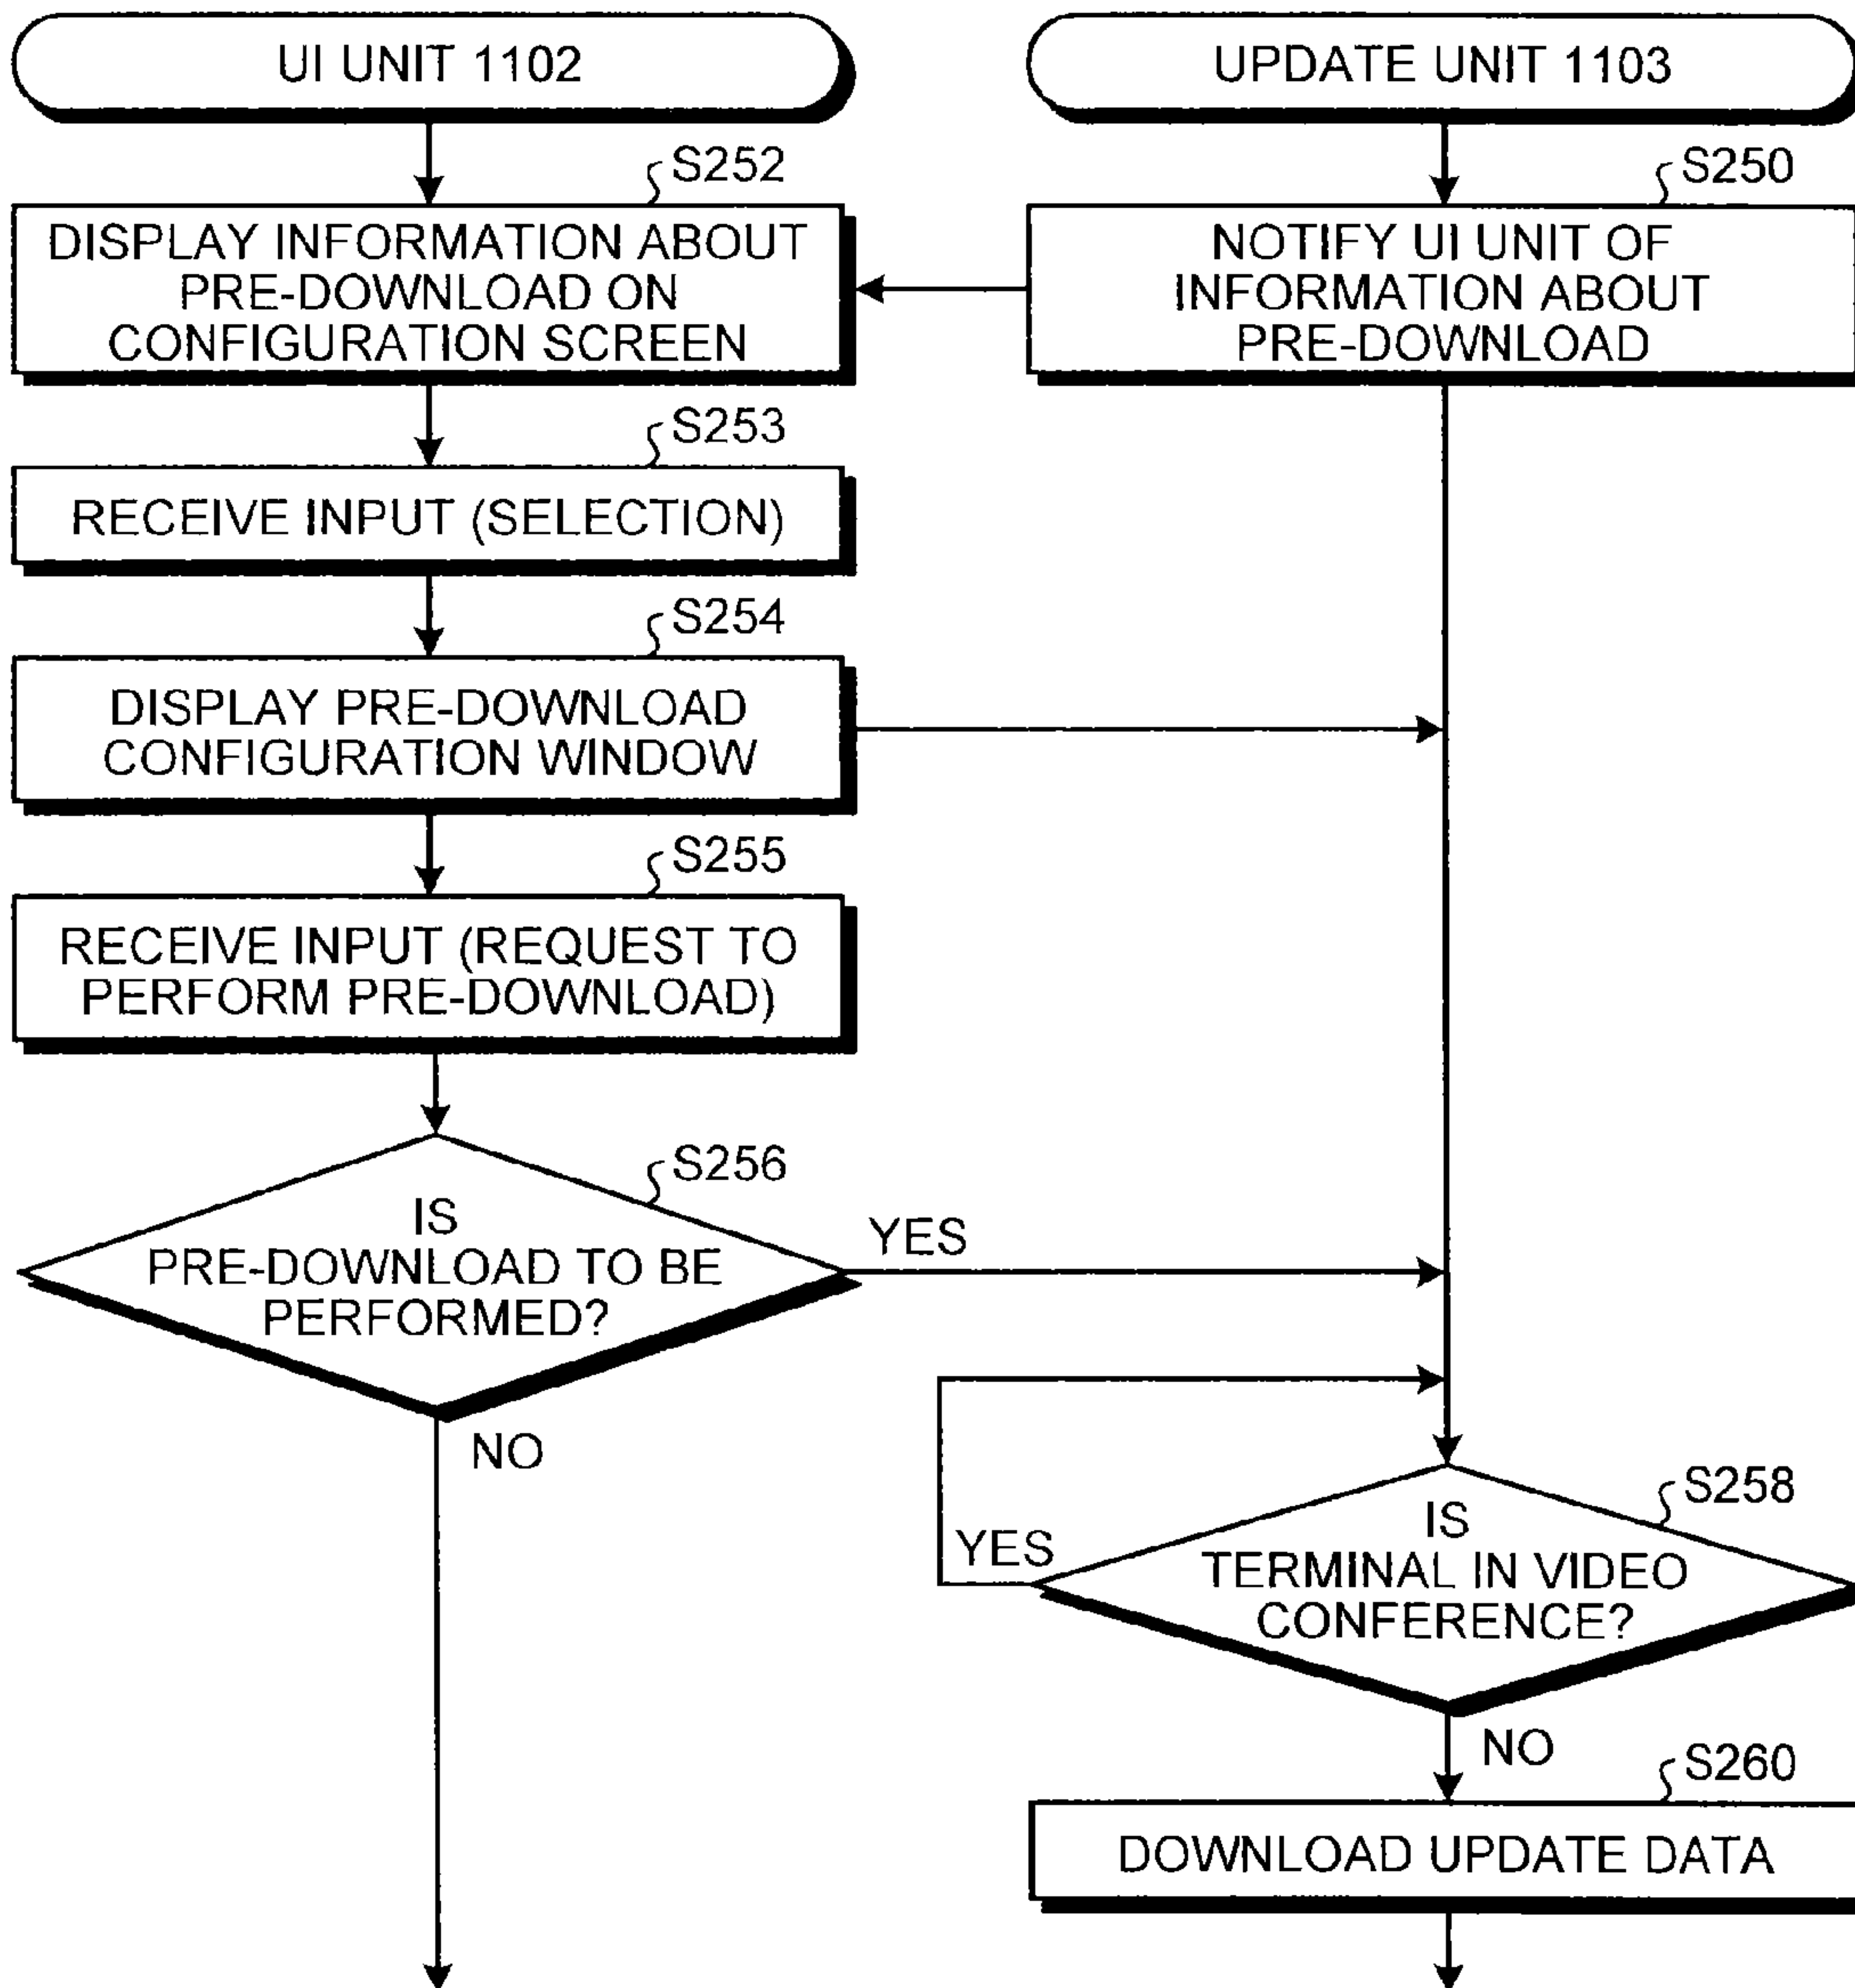 UI UNIT 1102
UPDATE UNIT 1103
S252
DISPLAY INFORMATION ABOUT
PRE-DOWNLOAD ON
CONFIGURATION SCREEN
S250
NOTIFY UI UNIT OF
INFORMATION ABOUT
PRE-DOWNLOAD
S253
RECEIVE INPUT (SELECTION)
S254
DISPLAY PRE-DOWNLOAD
CONFIGURATION WINDOW
S255
RECEIVE INPUT (REQUEST TO
PERFORM PRE-DOWNLOAD)
S256
IS
PRE-DOWNLOAD TO BE
PERFORMED?
YES
NO
S258
IS
TERMINAL IN VIDEO
CONFERENCE?
YES
NO
S260
DOWNLOAD UPDATE DATA